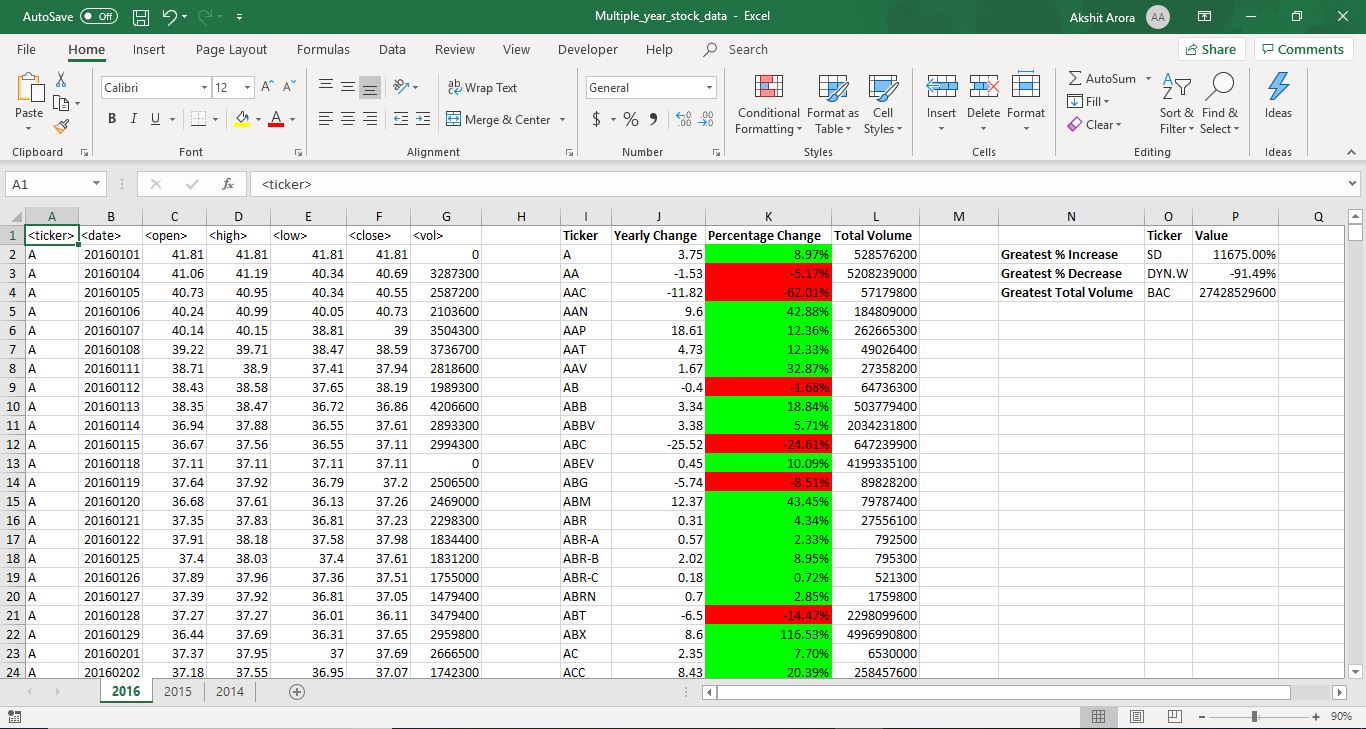 AutoSave Off Multiple_year_stock_data - Excel Akshit Arora AA
File Home Insert Page Layout Formulas Data Review View Developer Help Search Share Comments
Paste Calibri 12 Wrap Text General Conditional Formatting Format as Table Cell Styles Insert Delete Format AutoSum Fill Clear Sort & Filter Find & Select Ideas
B I U A Merge & Center $ % 9
Clipboard Font Alignment Number Styles Cells Editing Ideas
A1 fx <ticker>
A B C D E F G H I J K L M N O P Q
1 <ticker> <date> <open> <high> <low> <close> <vol> Ticker Yearly Change Percentage Change Total Volume Ticker Value
2 A 20160101 41.81 41.81 41.81 41.81 0 A 3.75 8.97% 528576200 Greatest % Increase SD 11675.00%
3 A 20160104 41.06 41.19 40.34 40.69 3287300 AA -1.53 -5.17% 5208239000 Greatest % Decrease DYN.W -91.49%
4 A 20160105 40.73 40.95 40.34 40.55 2587200 AAC -11.82 -62.01% 57179800 Greatest Total Volume BAC 27428529600
5 A 20160106 40.24 40.99 40.05 40.73 2103600 AAN 9.6 42.88% 184809000
6 A 20160107 40.14 40.15 38.81 39 3504300 AAP 18.61 12.36% 262665300
7 A 20160108 39.22 39.71 38.47 38.59 3736700 AAT 4.73 12.33% 49026400
8 A 20160111 38.71 38.9 37.41 37.94 2818600 AAV 1.67 32.87% 27358200
9 A 20160112 38.43 38.58 37.65 38.19 1989300 AB -0.4 -1.68% 64736300
10 A 20160113 38.35 38.47 36.72 36.86 4206600 ABB 3.34 18.84% 503779400
11 A 20160114 36.94 37.88 36.55 37.61 2893300 ABBV 3.38 5.71% 2034231800
12 A 20160115 36.67 37.56 36.55 37.11 2994300 ABC -25.52 -24.61% 647239900
13 A 20160118 37.11 37.11 37.11 37.11 0 ABEV 0.45 10.09% 4199335100
14 A 20160119 37.64 37.92 36.79 37.2 2506500 ABG -5.74 -8.51% 89828200
15 A 20160120 36.68 37.61 36.13 37.26 2469000 ABM 12.37 43.45% 79787400
16 A 20160121 37.35 37.83 36.81 37.23 2298300 ABR 0.31 4.34% 27556100
17 A 20160122 37.91 38.18 37.58 37.98 1834400 ABR-A 0.57 2.33% 792500
18 A 20160125 37.4 38.03 37.4 37.61 1831200 ABR-B 2.02 8.95% 795300
19 A 20160126 37.89 37.96 37.36 37.51 1755000 ABR-C 0.18 0.72% 521300
20 A 20160127 37.39 37.92 36.81 37.05 1479400 ABRN 0.7 2.85% 1759800
21 A 20160128 37.27 37.27 36.01 36.11 3479400 ABT -6.5 -14.47% 2298099600
22 A 20160129 36.44 37.69 36.31 37.65 2959800 ABX 8.6 116.53% 4996990800
23 A 20160201 37.37 37.95 37 37.69 2666500 AC 2.35 7.70% 6530000
24 A 20160202 37.18 37.55 36.95 37.07 1742300 ACC 8.43 20.39% 258457600
2016 2015 2014
90%